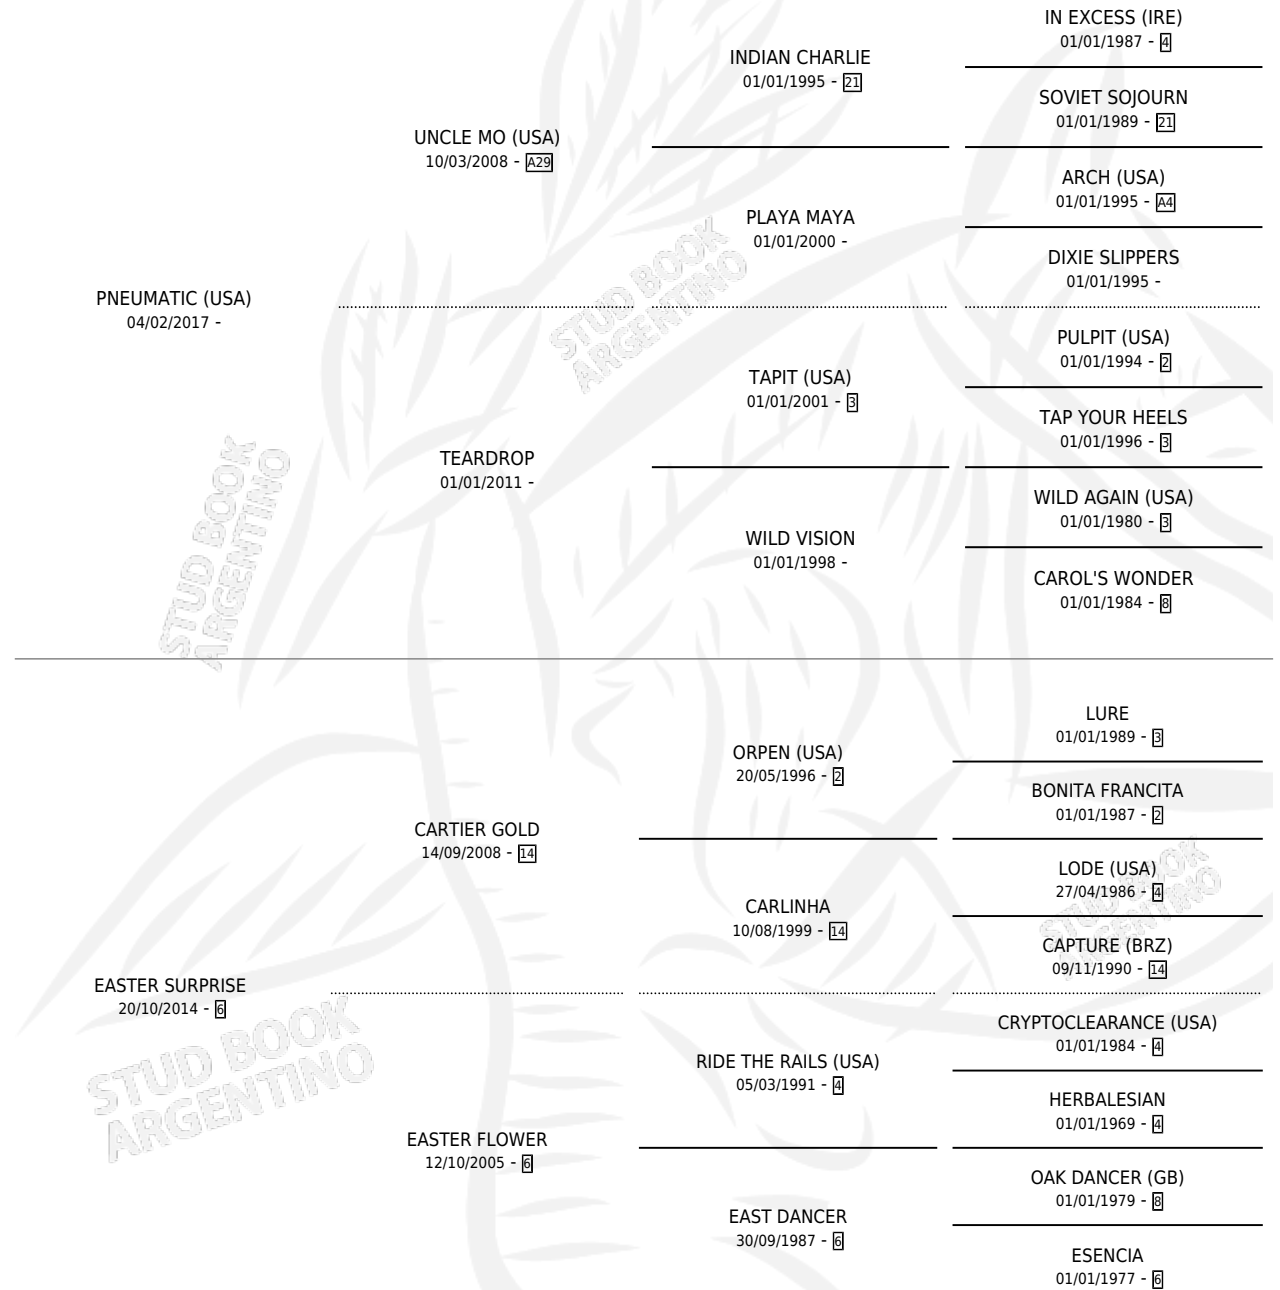 IN EXCESS (IRE)
01/01/1987 - 4
INDIAN CHARLIE
01/01/1995 - 21
SOVIET SOJOURN
01/01/1989 - 21
UNCLE MO (USA)
10/03/2008 - A29
ARCH (USA)
01/01/1995 - A4
PLAYA MAYA
01/01/2000 -
DIXIE SLIPPERS
01/01/1995 -
PNEUMATIC (USA)
04/02/2017 -
PULPIT (USA)
01/01/1994 - 2
TAPIT (USA)
01/01/2001 - 3
TAP YOUR HEELS
01/01/1996 - 3
TEARDROP
01/01/2011 -
WILD AGAIN (USA)
01/01/1980 - 3
WILD VISION
01/01/1998 -
CAROL'S WONDER
01/01/1984 - 8
STUD BOOK
ARGENTINO
STUD BOOK
ARGENTINO
LURE
01/01/1989 - 3
ORPEN (USA)
20/05/1996 - 2
BONITA FRANCITA
01/01/1987 - 2
CARTIER GOLD
14/09/2008 - 14
LODE (USA)
27/04/1986 - 4
CARLINHA
10/08/1999 - 14
CAPTURE (BRZ)
09/11/1990 - 14
EASTER SURPRISE
20/10/2014 - 6
CRYPTOCLEARANCE (USA)
01/01/1984 - 4
RIDE THE RAILS (USA)
05/03/1991 - 4
HERBALESIAN
01/01/1969 - 4
EASTER FLOWER
12/10/2005 - 6
OAK DANCER (GB)
01/01/1979 - 8
EAST DANCER
30/09/1987 - 6
ESENCIA
01/01/1977 - 6
STUD BOOK
ARGENTINO
STUD BOOK
ARGENTINO